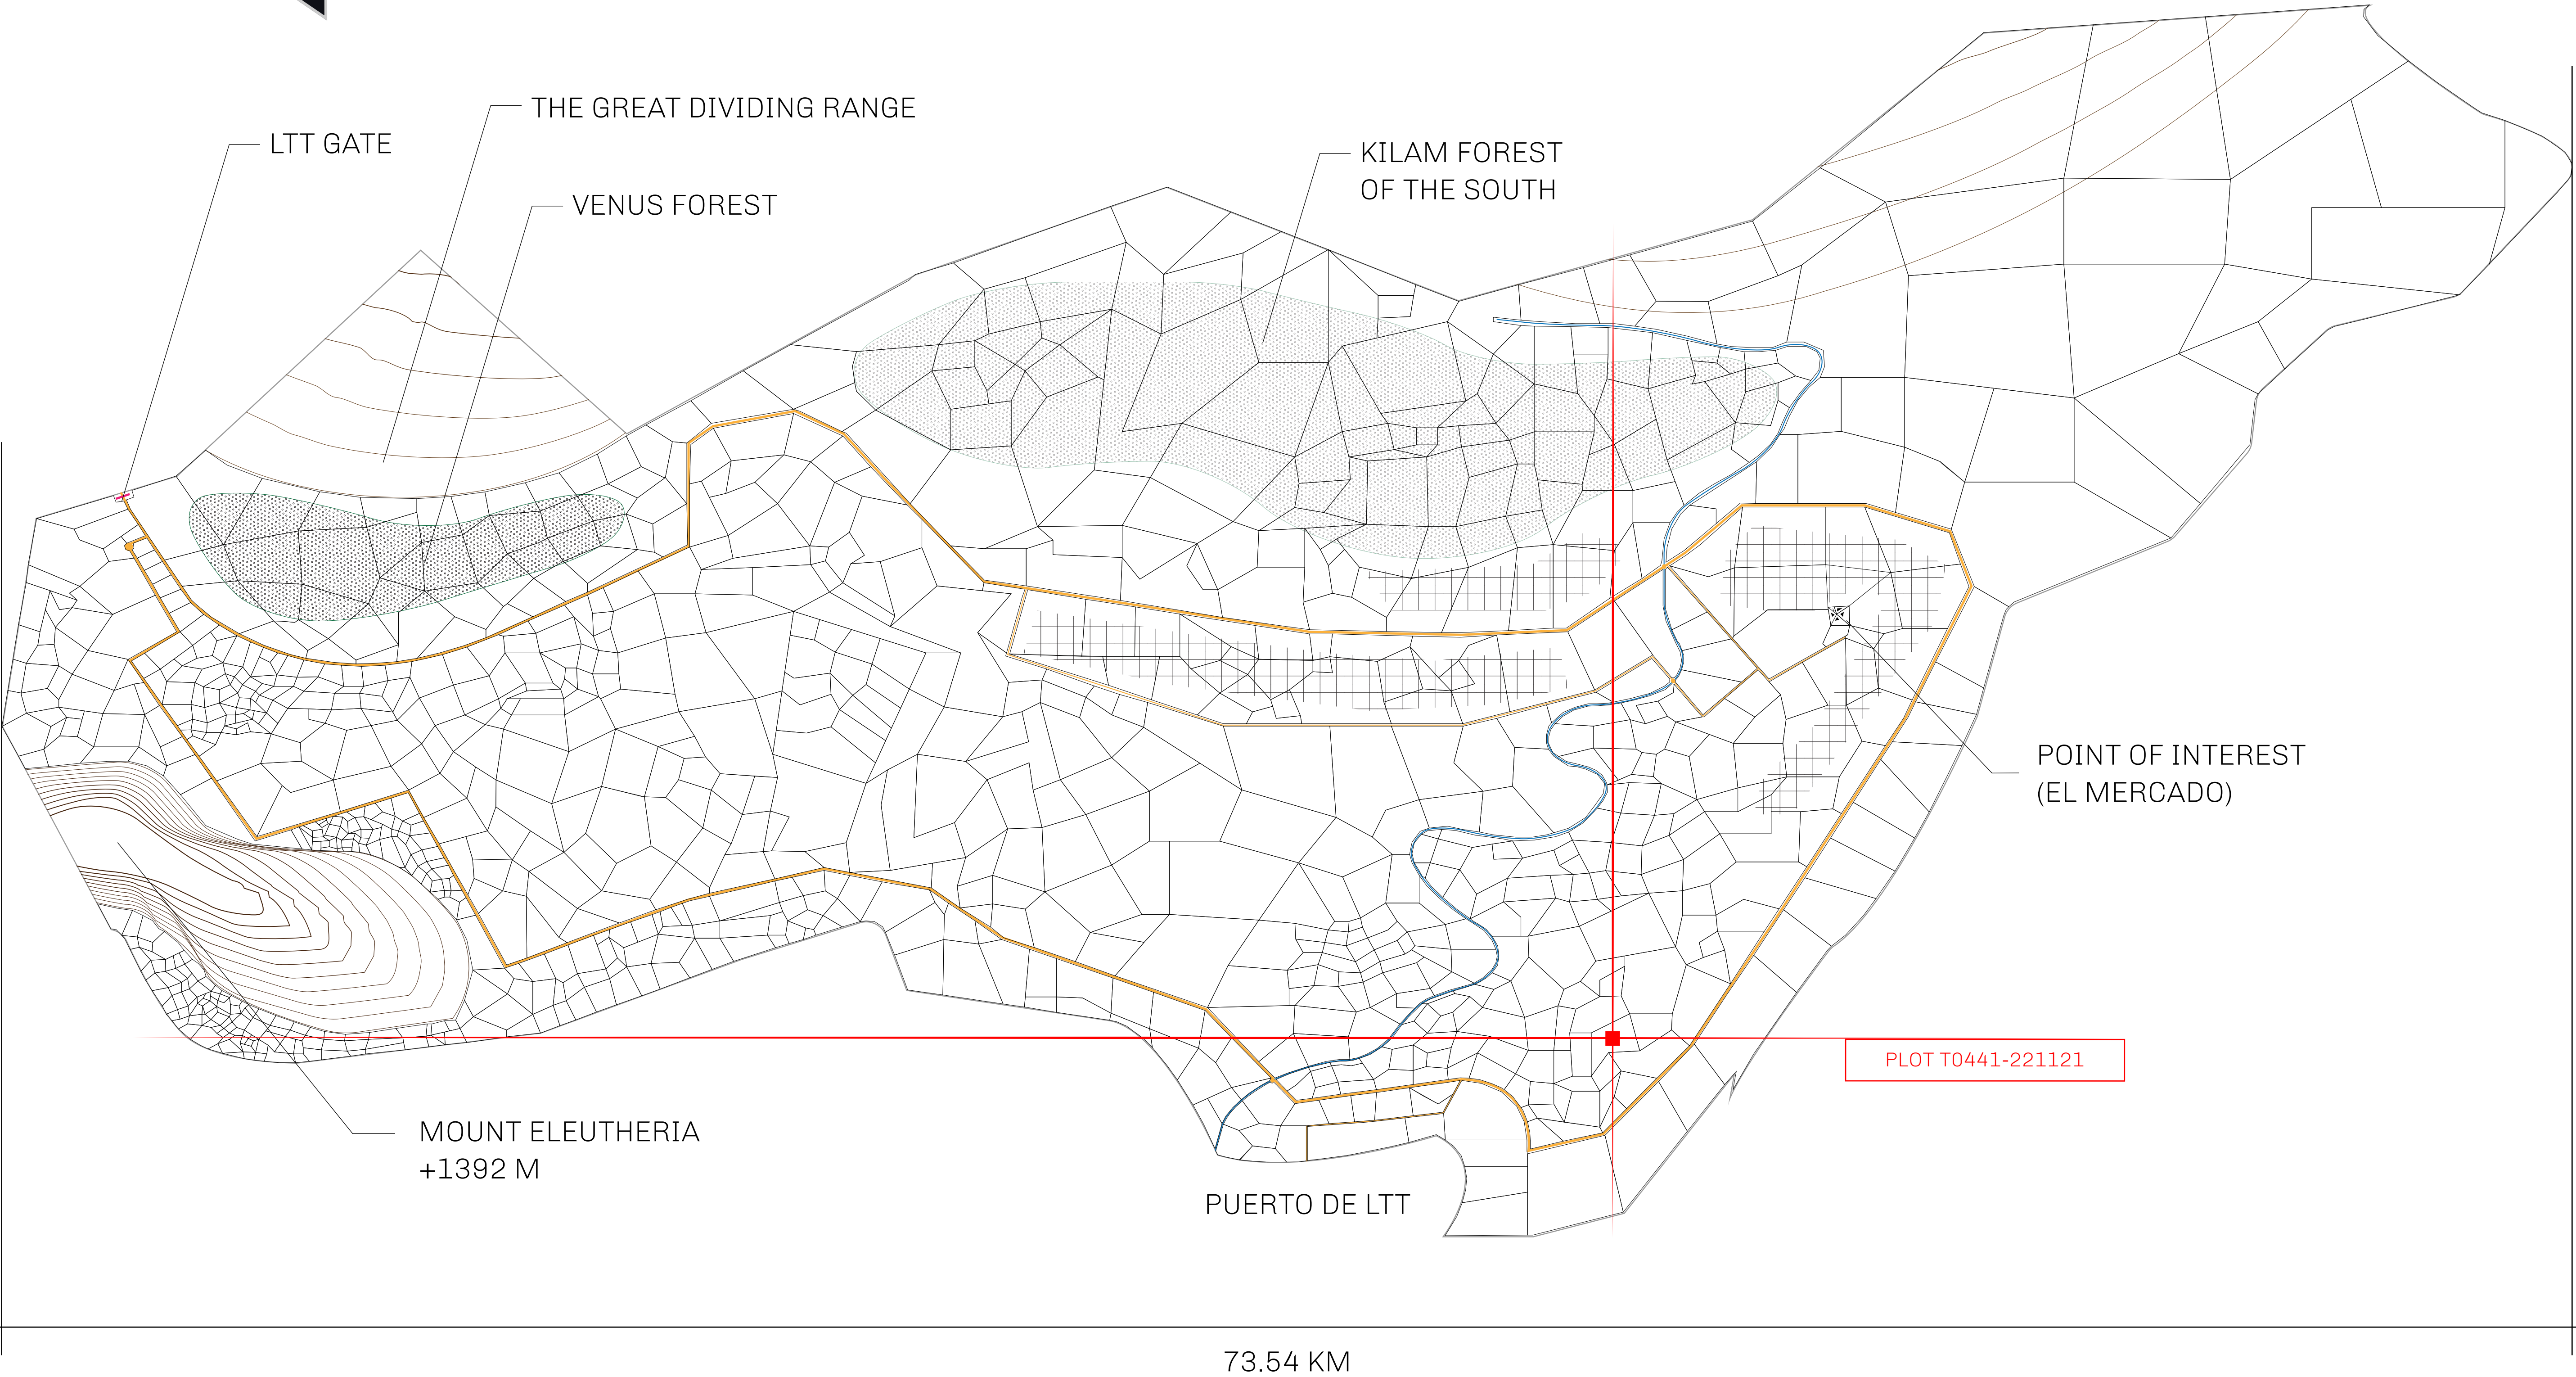 THE GREAT DIVIDING RANGE
LTT GATE
KILAM FOREST
OF THE SOUTH
VENUS FOREST
POINT OF INTEREST
(EL MERCADO)
PLOT T0441-221121
MOUNT ELEUTHERIA
+1392 M
PUERTO DE LTT
73.54 KM